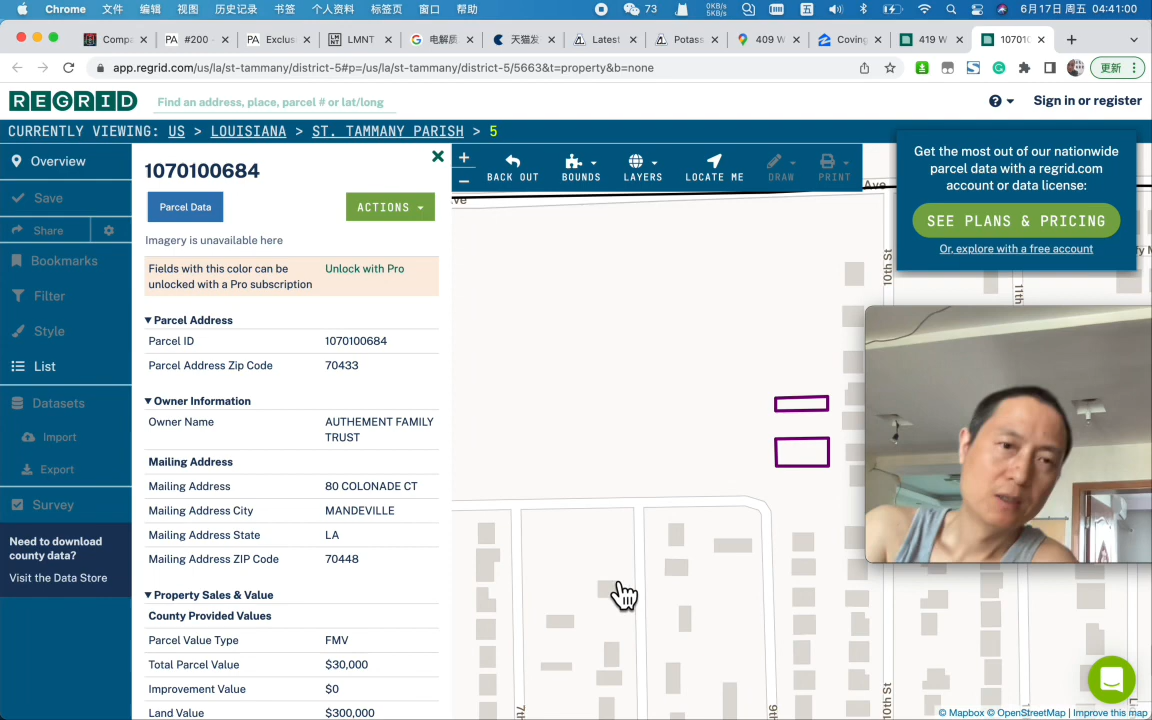 Chrome 文件 编辑 视图 历史记录 书签 个人资料 标签页 窗口 帮助 73 0KB/s 5KB/s 五 6月17日 周五 04:41:00
Compa #200 - Exclus LMNT 电解质 天猫发 Latest Potass 409 W Coving 419 W 10701
app.regrid.com/us/la/st-tammany/district-5#p=/us/la/st-tammany/district-5/5663&t=property&b=none 更新
REGRID Find an address, place, parcel # or lat/long Sign in or register
CURRENTLY VIEWING: US > LOUISIANA > ST. TAMMANY PARISH > 5
Overview
Save
Share
Bookmarks
Filter
Style
List
Datasets
Import
Export
Survey
Need to download
county data?
Visit the Data Store
1070100684
Parcel Data ACTIONS
Imagery is unavailable here
Fields with this color can be
unlocked with a Pro subscription
Unlock with Pro
Parcel Address
Parcel ID 1070100684
Parcel Address Zip Code 70433
Owner Information
Owner Name AUTHEMENT FAMILY
TRUST
Mailing Address
Mailing Address 80 COLONADE CT
Mailing Address City MANDEVILLE
Mailing Address State LA
Mailing Address ZIP Code 70448
Property Sales & Value
County Provided Values
Parcel Value Type FMV
Total Parcel Value $30,000
Improvement Value $0
Land Value $300,000
BACK OUT BOUNDS LAYERS LOCATE ME DRAW PRINT
Get the most out of our nationwide
parcel data with a regrid.com
account or data license:
SEE PLANS & PRICING
Or, explore with a free account
Ave
10th St
11th
7th
9th
10th St
© Mapbox © OpenStreetMap | Improve this map